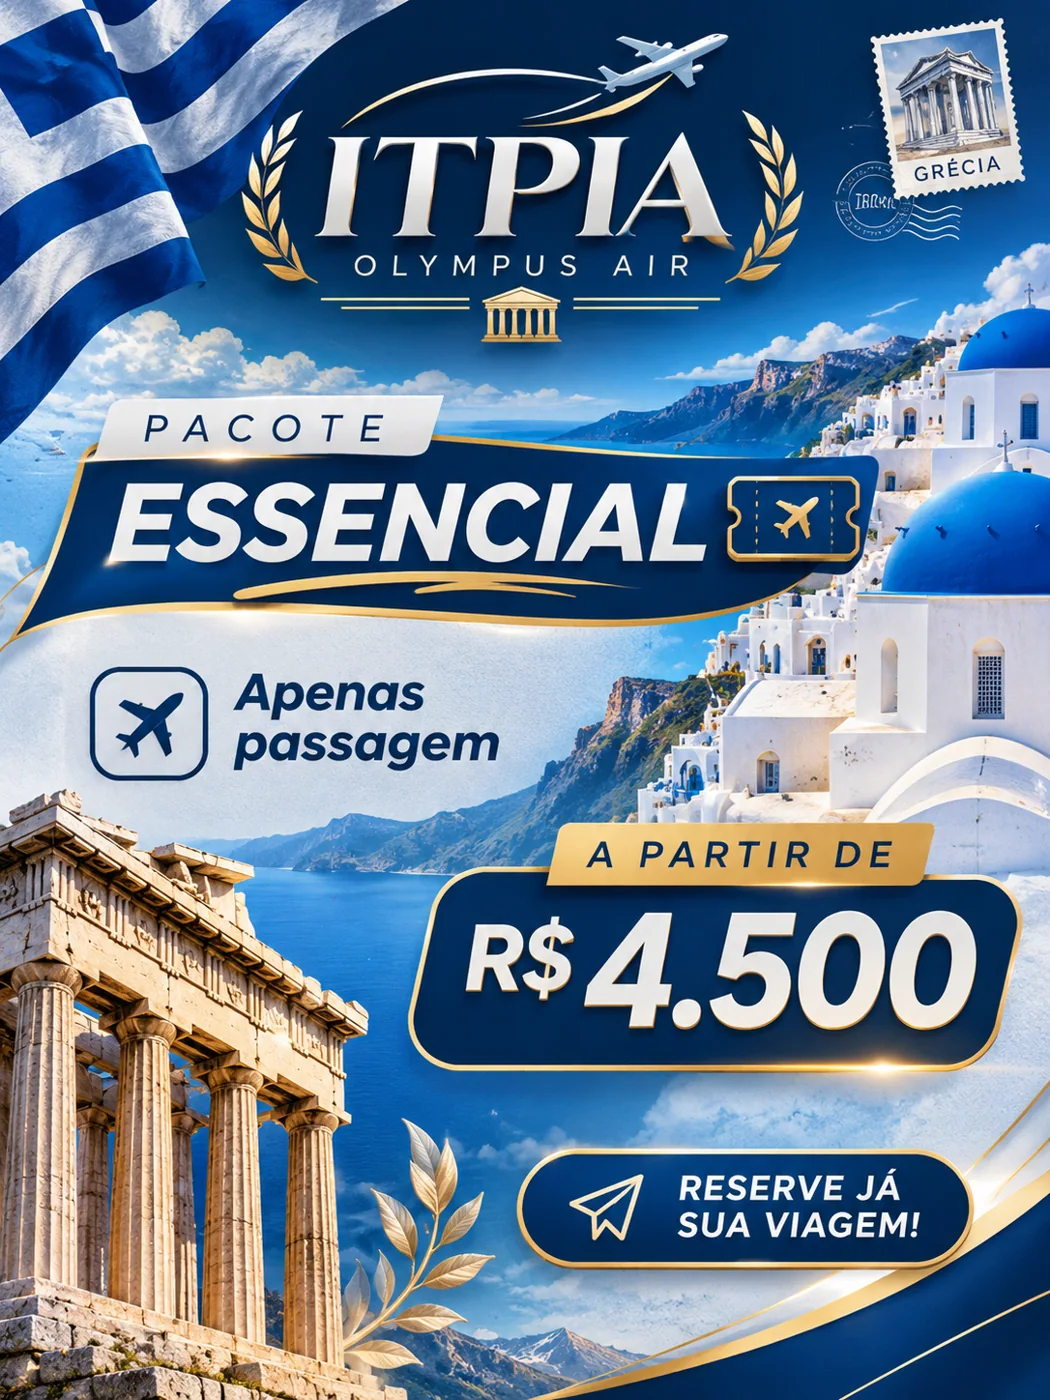 ITPIA
OLYMPUS AIR
GRÉCIA
PACOTE
ESSENCIAL
Apenas
passagem
A PARTIR DE
R$ 4.500
RESERVE JÁ
SUA VIAGEM!